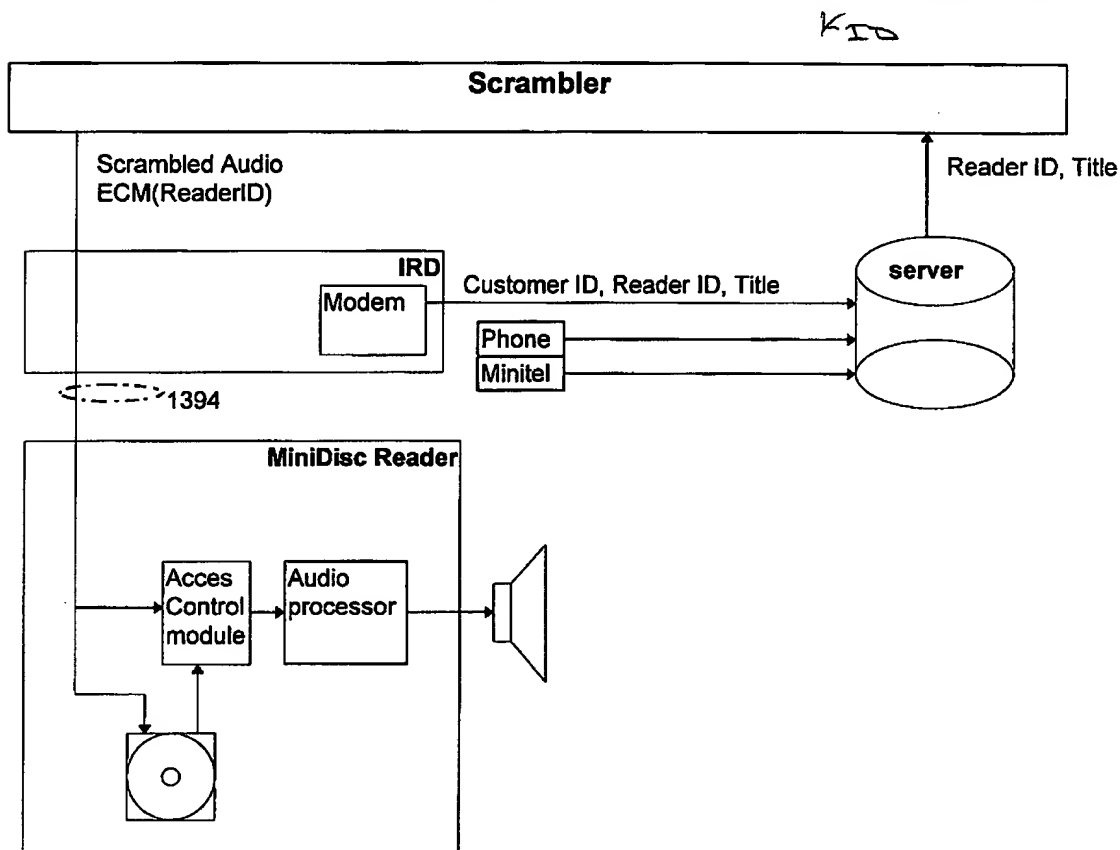 K_ID
Scrambler
Scrambled Audio
ECM(ReaderID)
Reader ID, Title
IRD
Modem
Customer ID, Reader ID, Title
server
Phone
Minitel
1394
MiniDisc Reader
Acces
Control
module
Audio
processor